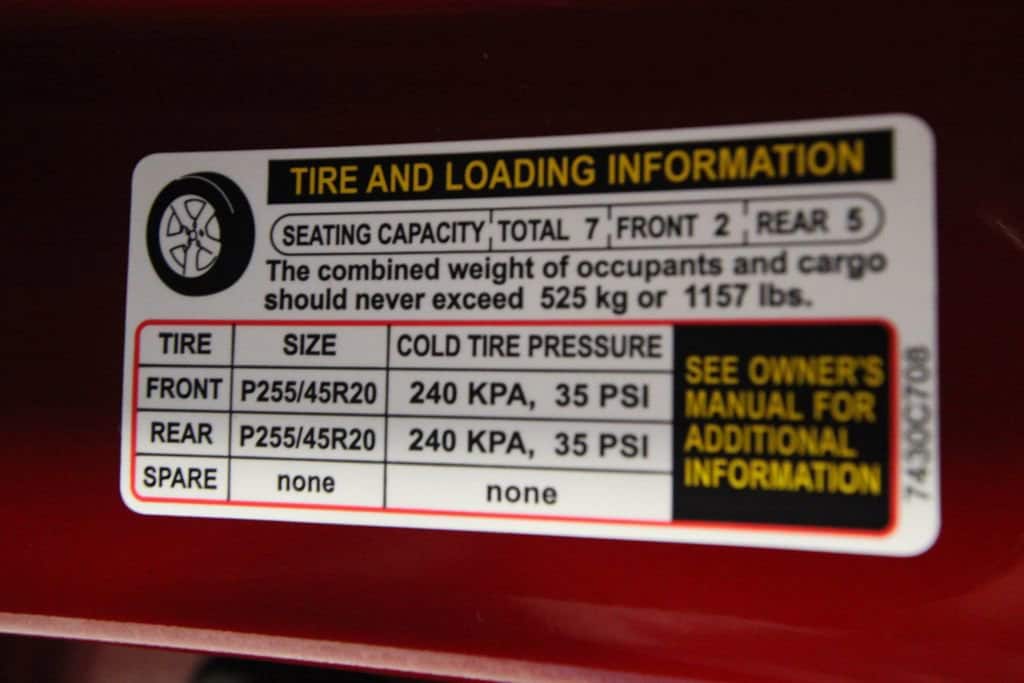 TIRE AND LOADING INFORMATION
SEATING CAPACITY TOTAL 7 FRONT 2 REAR 5
The combined weight of occupants and cargo
should never exceed 525 kg or 1157 lbs.
TIRE SIZE COLD TIRE PRESSURE
FRONT P255/45R20 240 KPA, 35 PSI
REAR P255/45R20 240 KPA, 35 PSI
SPARE none none
SEE OWNER'S
MANUAL FOR
ADDITIONAL
INFORMATION
7430C708